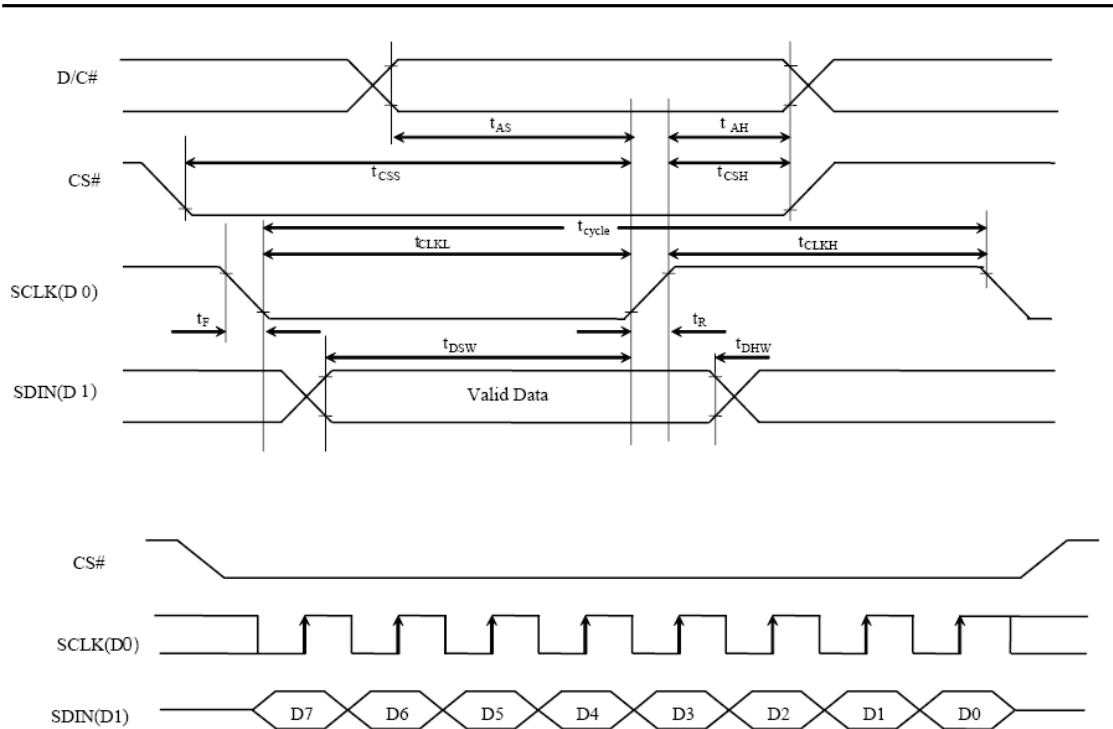 D/C#
tAS
t AH
CS#
tCSS
tCSH
tcycle
tCLKL
tCLKH
SCLK(D 0)
tF
tR
tDSW
tDHW
SDIN(D 1)
Valid Data
CS#
SCLK(D0)
SDIN(D1)
D7 D6 D5 D4 D3 D2 D1 D0